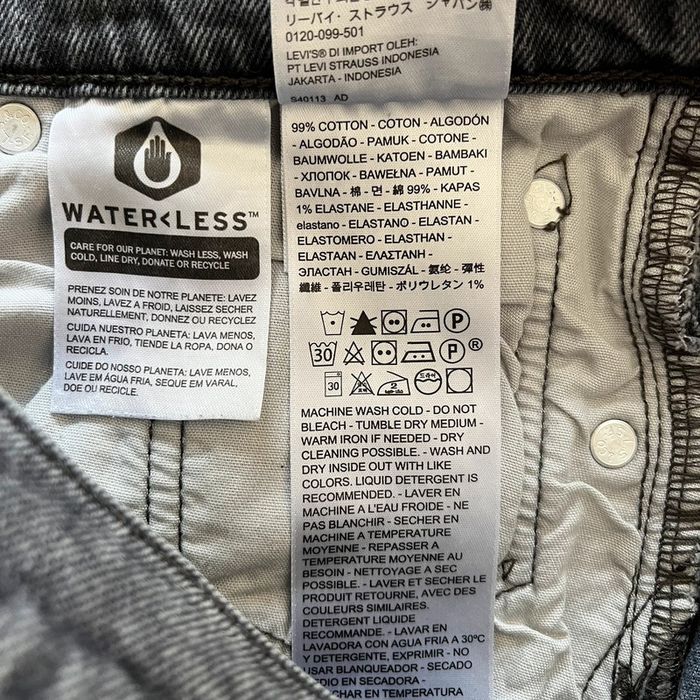 リーバイ・ストラウス ジャパン㈱
0120-099-501
LEVI'S® DI IMPORT OLEH:
PT LEVI STRAUSS INDONESIA
JAKARTA - INDONESIA
S40113 AD
WATER<LESS™
CARE FOR OUR PLANET: WASH LESS, WASH
COLD, LINE DRY, DONATE OR RECYCLE
PRENEZ SOIN DE NOTRE PLANETE: LAVEZ
MOINS, LAVEZ A FROID, LAISSEZ SECHER
NATURELLEMENT, DONNEZ OU RECYCLEZ
CUIDA NUESTRO PLANETA: LAVA MENOS,
LAVA EN FRIO, TIENDE LA ROPA, DONA O
RECICLA.
CUIDE DO NOSSO PLANETA: LAVE MENOS,
LAVE EM ÁGUA FRIA, SEQUE EM VARAL,
DOE OU RECICLE.
99% COTTON - COTON - ALGODÓN
- ALGODÃO - PAMUK - COTONE -
BAUMWOLLE - KATOEN - BAMBAKI
- ХЛОПОК - BAWEŁNA - PAMUT -
BAVLNA - 棉 - 면 - 綿 99% - KAPAS
1% ELASTANE - ELASTHANNE -
elastano - ELASTANO - ELASTAN -
ELASTOMERO - ELASTHAN -
ELASTAAN - ΕΛΑΣΤΑΝΗ -
ЭЛАСТАН - GUMISZÁL - 氨纶 - 彈性
纖維 - 폴리우레탄 - ポリウレタン 1%
P
30 P ®
30 2 드라이
MACHINE WASH COLD - DO NOT
BLEACH - TUMBLE DRY MEDIUM -
WARM IRON IF NEEDED - DRY
CLEANING POSSIBLE. - WASH AND
DRY INSIDE OUT WITH LIKE
COLORS. LIQUID DETERGENT IS
RECOMMENDED. - LAVER EN
MACHINE A L'EAU FROIDE - NE
PAS BLANCHIR - SECHER EN
MACHINE A TEMPERATURE
MOYENNE - REPASSER A
TEMPERATURE MOYENNE AU
BESOIN - NETTOYAGE A SEC
POSSIBLE. - LAVER ET SECHER LE
PRODUIT RETOURNE, AVEC DES
COULEURS SIMILAIRES.
DETERGENT LIQUIDE
RECOMMANDE. - LAVAR EN
LAVADORA CON AGUA FRIA A 30ºC
Y DETERGENTE, EXPRIMIR - NO
USAR BLANQUEADOR - SECADO
MEDIO EN SECADORA -
CHAR EN TEMPERATURA